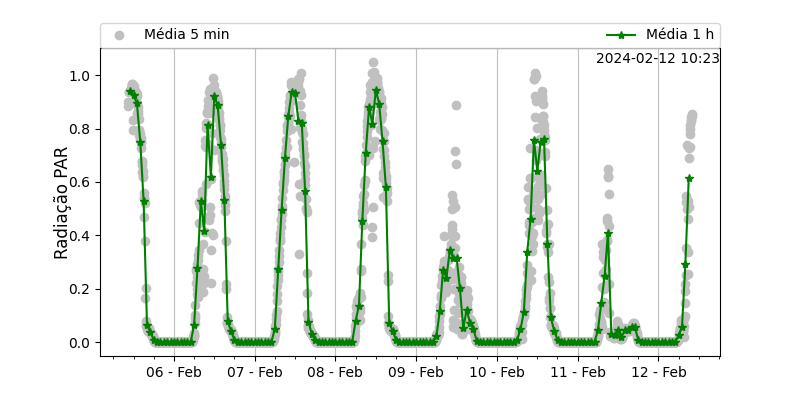 Média 5 min
Média 1 h
2024-02-12 10:23
Radiação PAR
1.0
0.8
0.6
0.4
0.2
0.0
06 - Feb
07 - Feb
08 - Feb
09 - Feb
10 - Feb
11 - Feb
12 - Feb